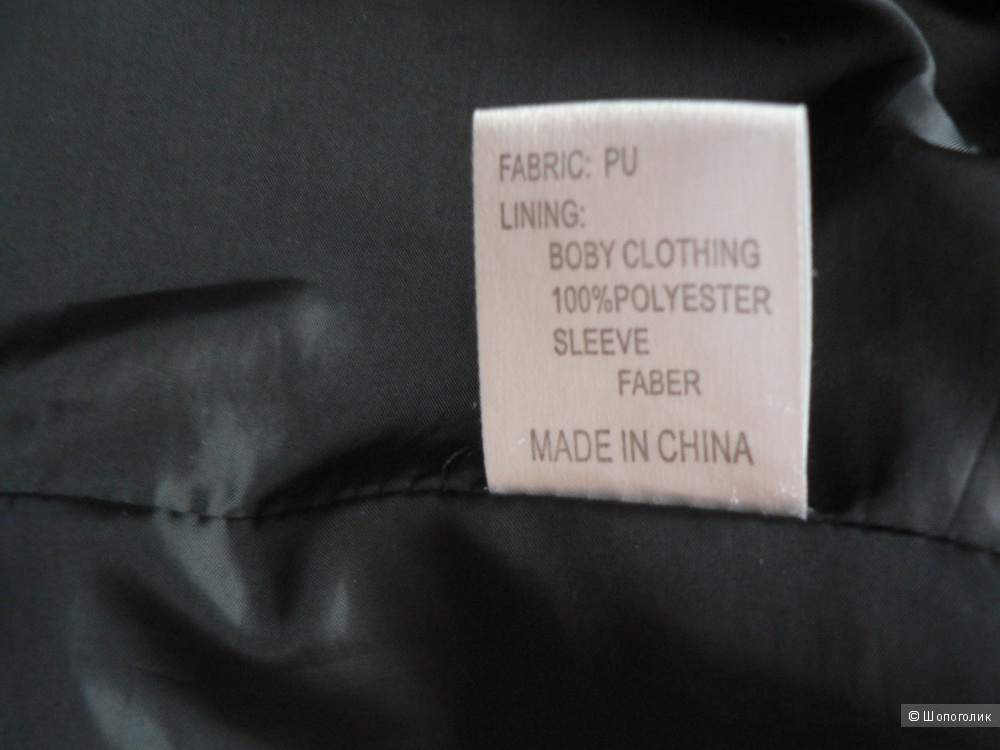 FABRIC: PU
LINING:
BOBY CLOTHING
100%POLYESTER
SLEEVE
FABER
MADE IN CHINA
© Шопоголик